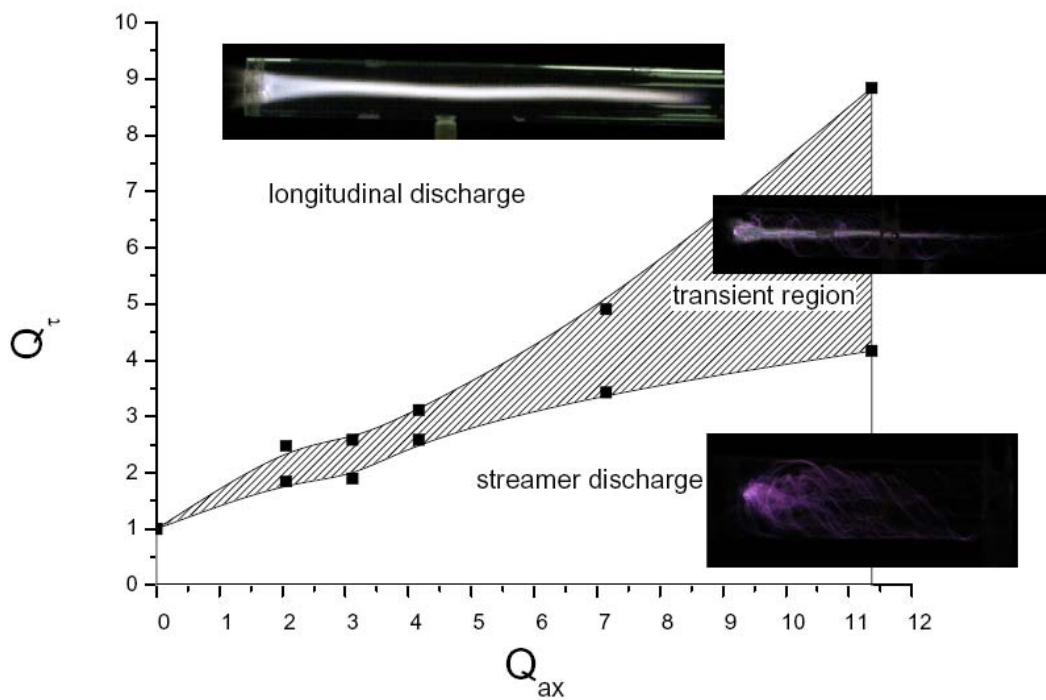 10
9
8
7
6
5
4
3
2
1
0
longitudinal discharge
transient region
streamer discharge
Q τ
0 1 2 3 4 5 6 7 8 9 10 11 12
Q ax